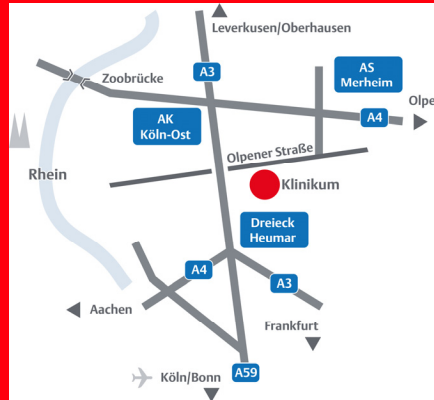 Leverkusen/Oberhausen
A3
Zoobrücke
AS
Merheim
AK
Köln-Ost
A4
Olpe
Olpener Straße
Rhein
Klinikum
Dreieck
Heumar
A4
A3
Aachen
Frankfurt
Köln/Bonn
A59